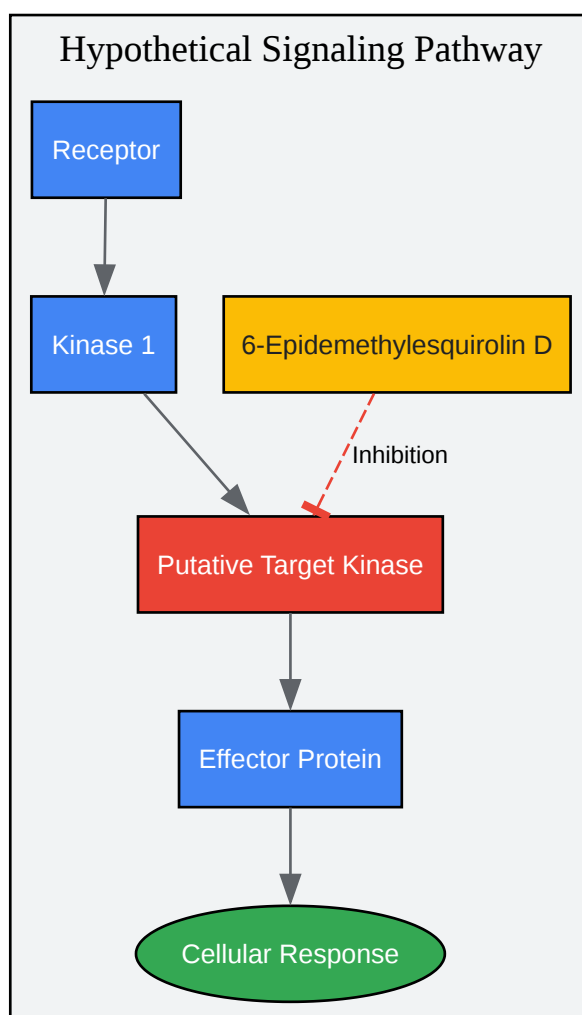 Hypothetical Signaling Pathway
Receptor
Kinase 1
6-Epidemethylesquirolin D
Inhibition
Putative Target Kinase
Effector Protein
Cellular Response